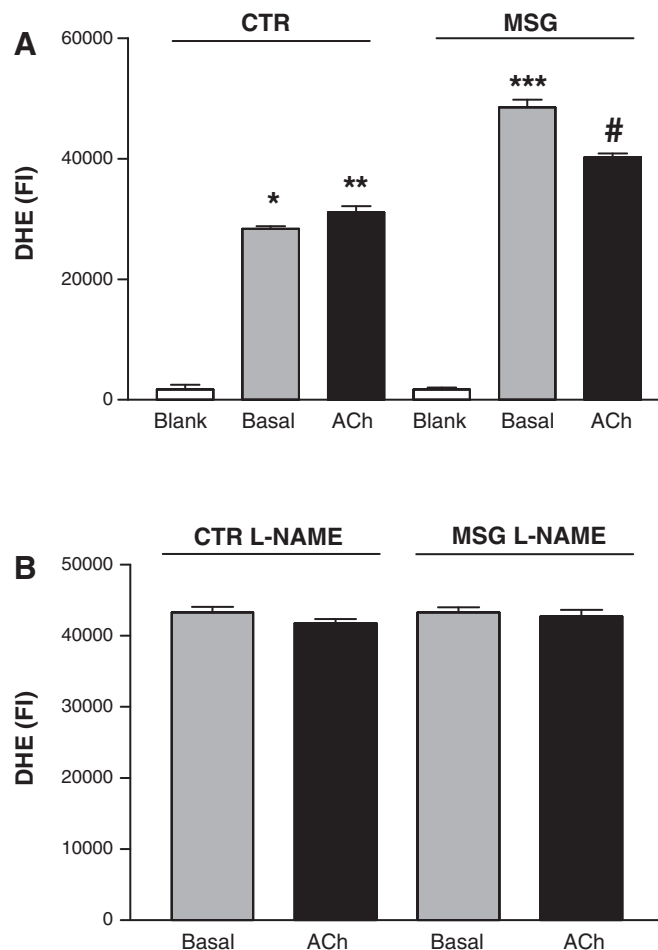 A
CTR MSG
DHE (FI)
60000
40000
20000
0
* ** *** #
Blank Basal ACh Blank Basal ACh
B
CTR L-NAME MSG L-NAME
DHE (FI)
50000
40000
30000
20000
10000
0
Basal ACh Basal ACh